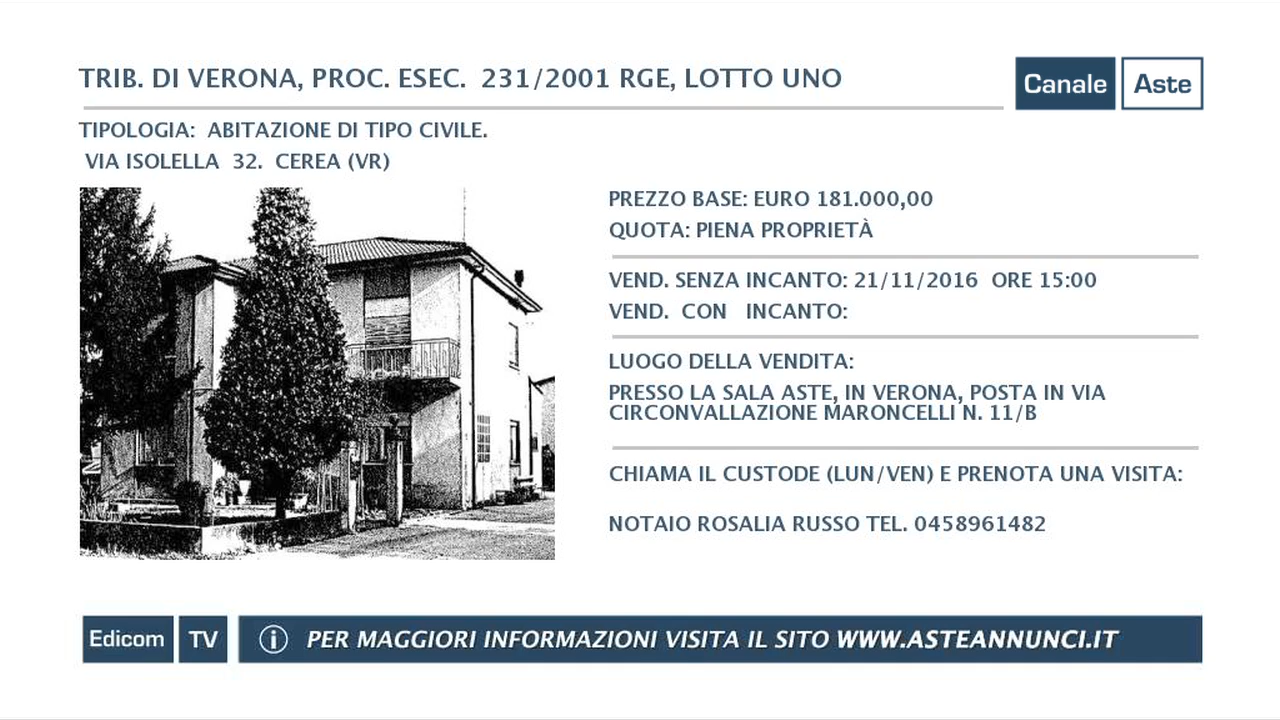 TRIB. DI VERONA, PROC. ESEC.  231/2001 RGE, LOTTO UNO
Canale Aste
TIPOLOGIA:  ABITAZIONE DI TIPO CIVILE.
VIA ISOLELLA  32.  CEREA (VR)
PREZZO BASE: EURO 181.000,00
QUOTA: PIENA PROPRIETÀ
VEND. SENZA INCANTO: 21/11/2016  ORE 15:00
VEND.  CON   INCANTO:
LUOGO DELLA VENDITA:
PRESSO LA SALA ASTE, IN VERONA, POSTA IN VIA
CIRCONVALLAZIONE MARONCELLI N. 11/B
CHIAMA IL CUSTODE (LUN/VEN) E PRENOTA UNA VISITA:
NOTAIO ROSALIA RUSSO TEL. 0458961482
Edicom TV
PER MAGGIORI INFORMAZIONI VISITA IL SITO WWW.ASTEANNUNCI.IT